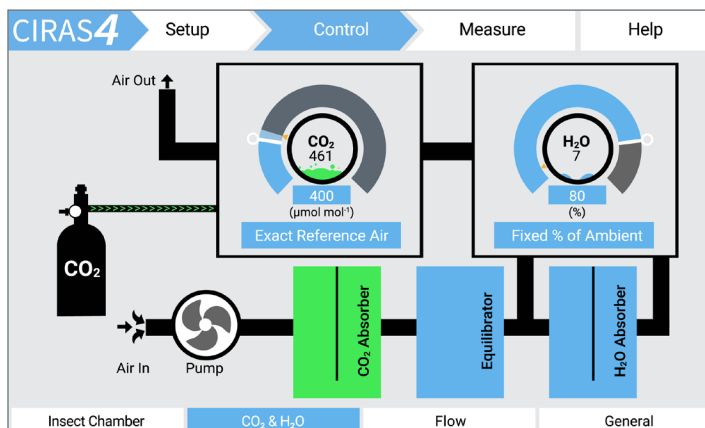 CIRAS4
Setup
Control
Measure
Help
Air Out
CO₂
461
400
(μmol mol⁻¹)
Exact Reference Air
H₂O
7
80
(%)
Fixed % of Ambient
CO₂
Air In
Pump
CO₂ Absorber
Equilibrator
H₂O Absorber
Insect Chamber
CO₂ & H₂O
Flow
General